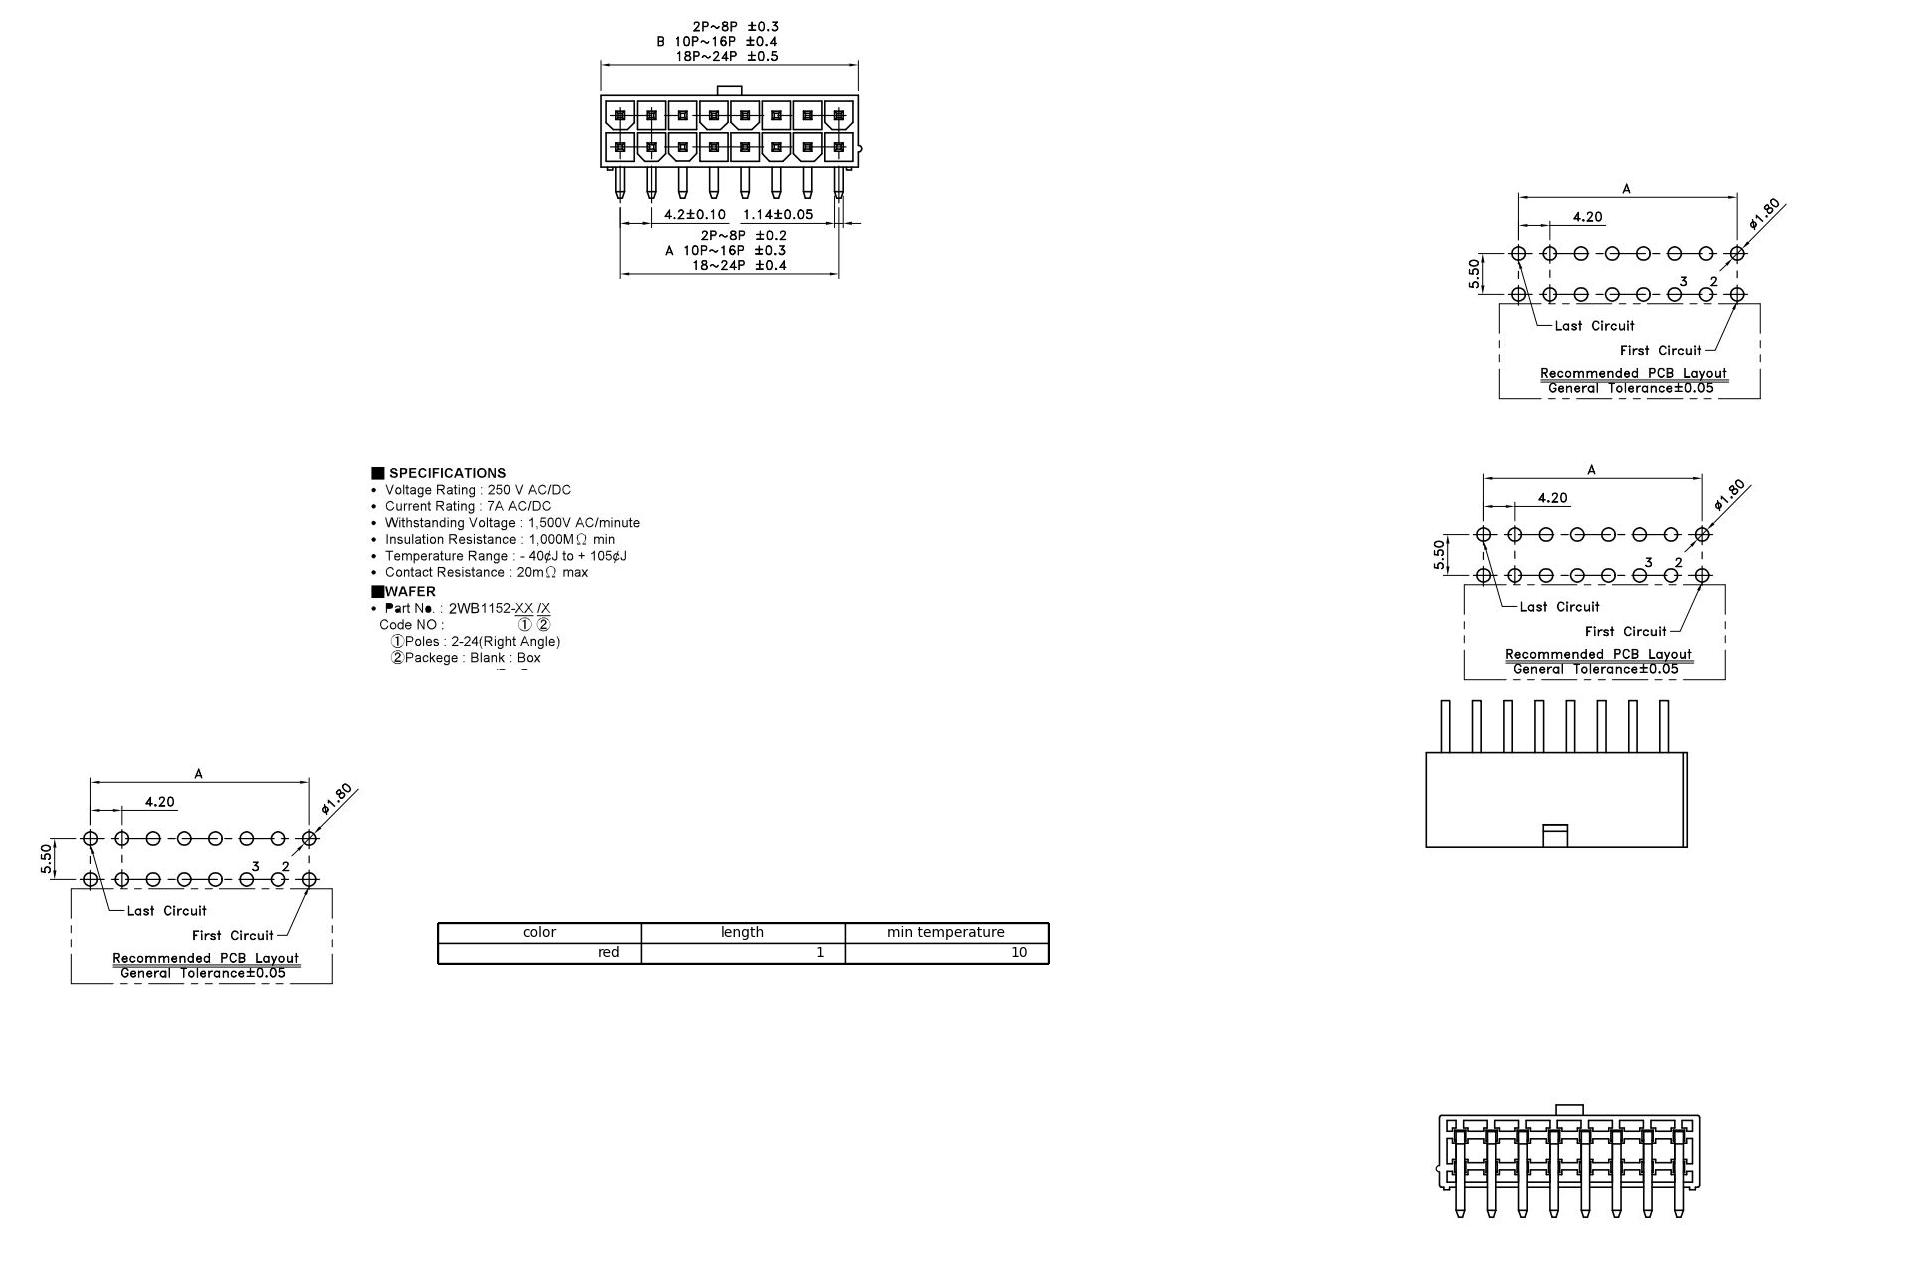 2P~8P ±0.3
B 10P~16P ±0.4
18P~24P ±0.5
4.2±0.10 1.14±0.05
2P~8P ±0.2
A 10P~16P ±0.3
18~24P ±0.4
A
4.20
ø1.80
5.50
3 2
Last Circuit
First Circuit
Recommended PCB Layout
General Tolerance±0.05
■ SPECIFICATIONS
• Voltage Rating : 250 V AC/DC
• Current Rating : 7A AC/DC
• Withstanding Voltage : 1,500V AC/minute
• Insulation Resistance : 1,000MΩ min
• Temperature Range : - 40¢J to + 105¢J
• Contact Resistance : 20mΩ max
■WAFER
• Part No. : 2WB1152-XX /X
Code NO : ① ②
①Poles : 2-24(Right Angle)
②Packege : Blank : Box
A
4.20
ø1.80
5.50
3 2
Last Circuit
First Circuit
Recommended PCB Layout
General Tolerance±0.05
A
4.20
ø1.80
5.50
3 2
Last Circuit
First Circuit
Recommended PCB Layout
General Tolerance±0.05
color length min temperature
red 1 10